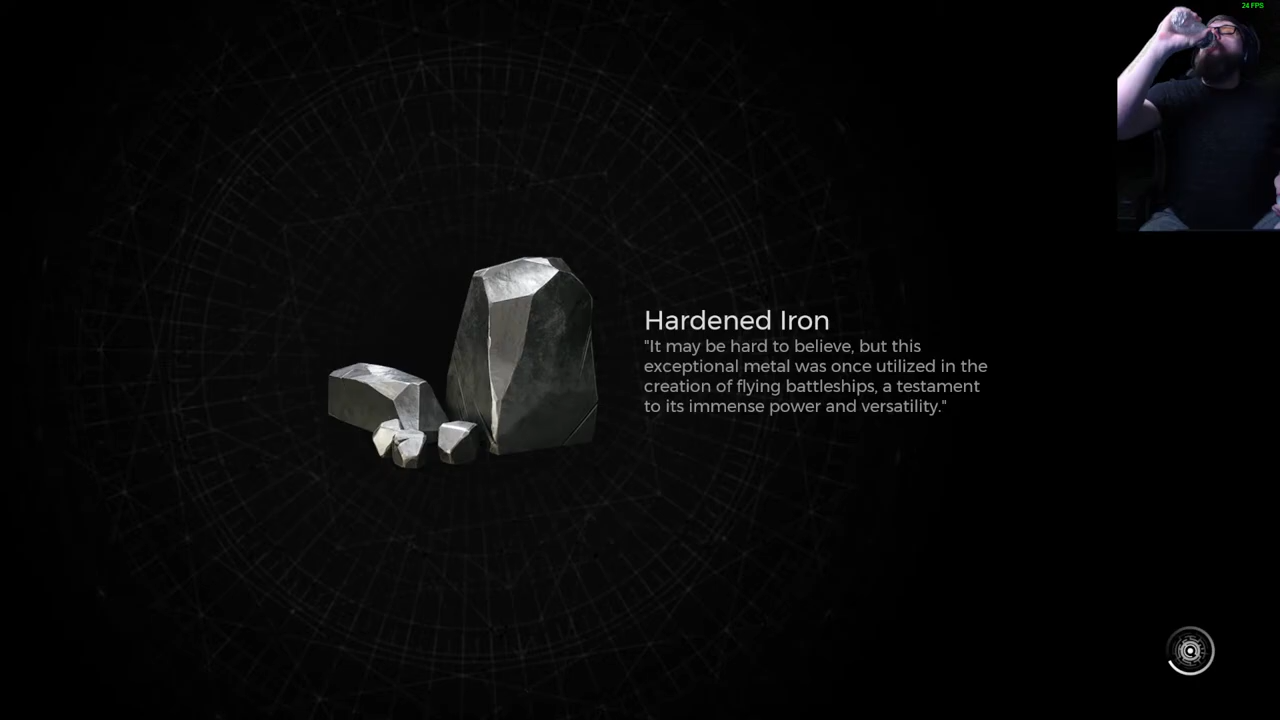 24 FPS
Hardened Iron
"It may be hard to believe, but this
exceptional metal was once utilized in the
creation of flying battleships, a testament
to its immense power and versatility."